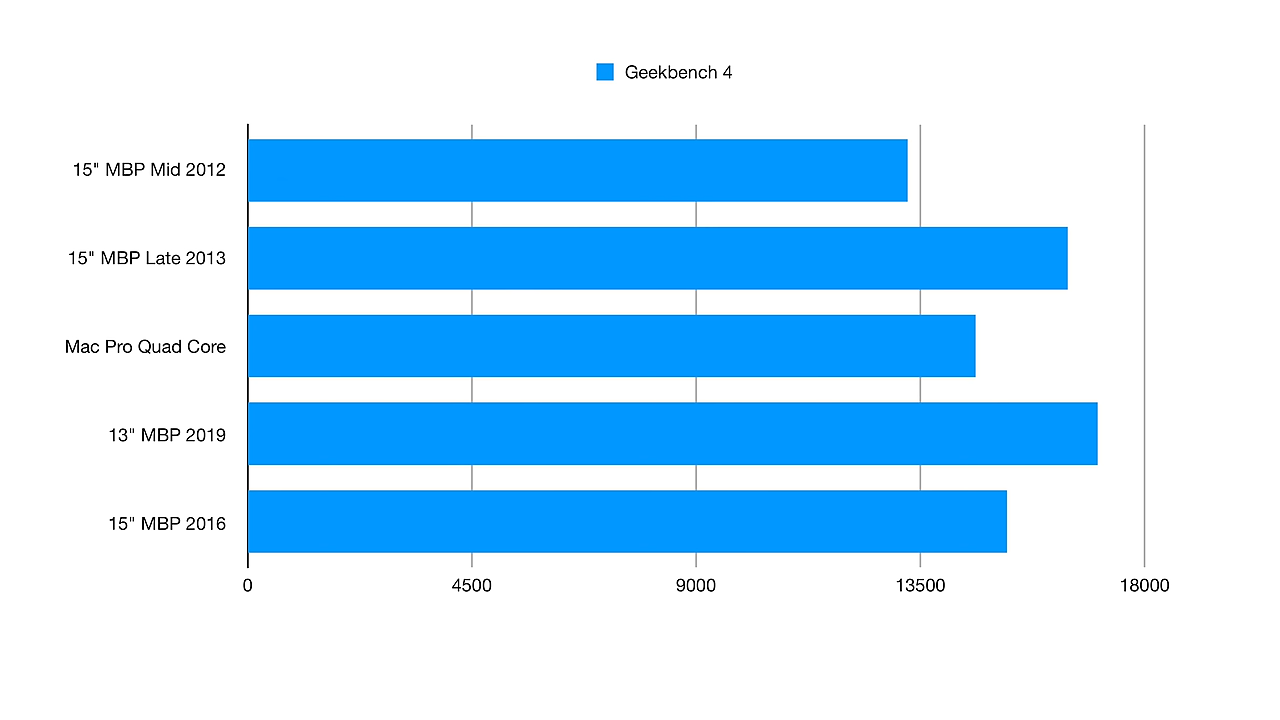 Geekbench 4
15" MBP Mid 2012
15" MBP Late 2013
Mac Pro Quad Core
13" MBP 2019
15" MBP 2016
0 4500 9000 13500 18000